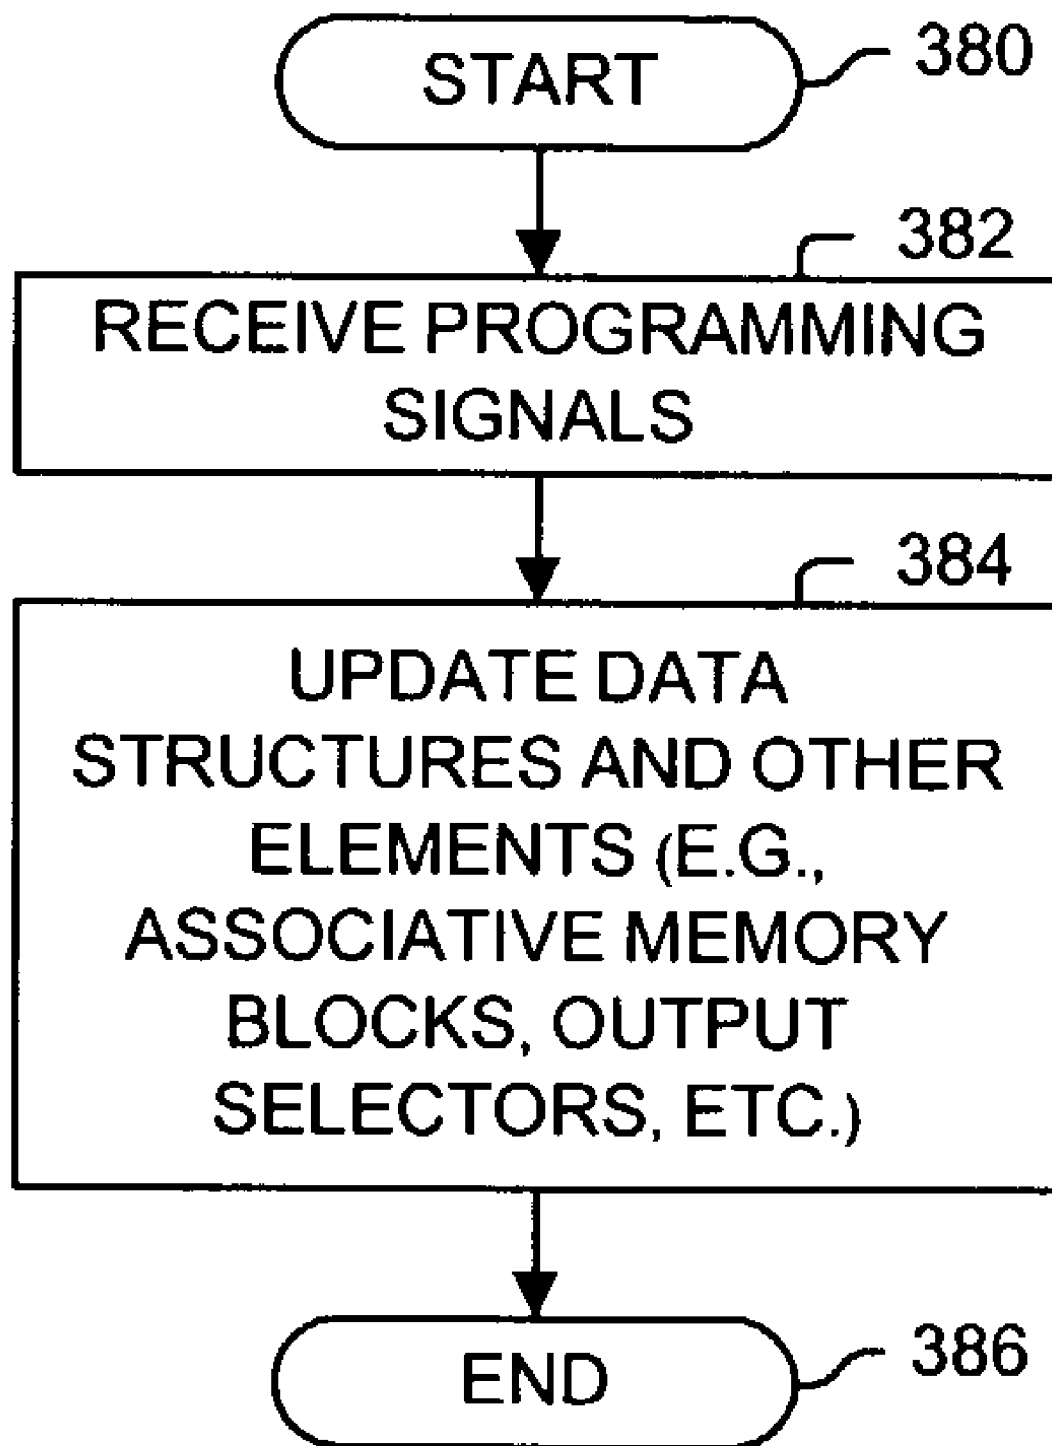 START
380
382
RECEIVE PROGRAMMING
SIGNALS
384
UPDATE DATA
STRUCTURES AND OTHER
ELEMENTS (E.G.,
ASSOCIATIVE MEMORY
BLOCKS, OUTPUT
SELECTORS, ETC.)
END
386